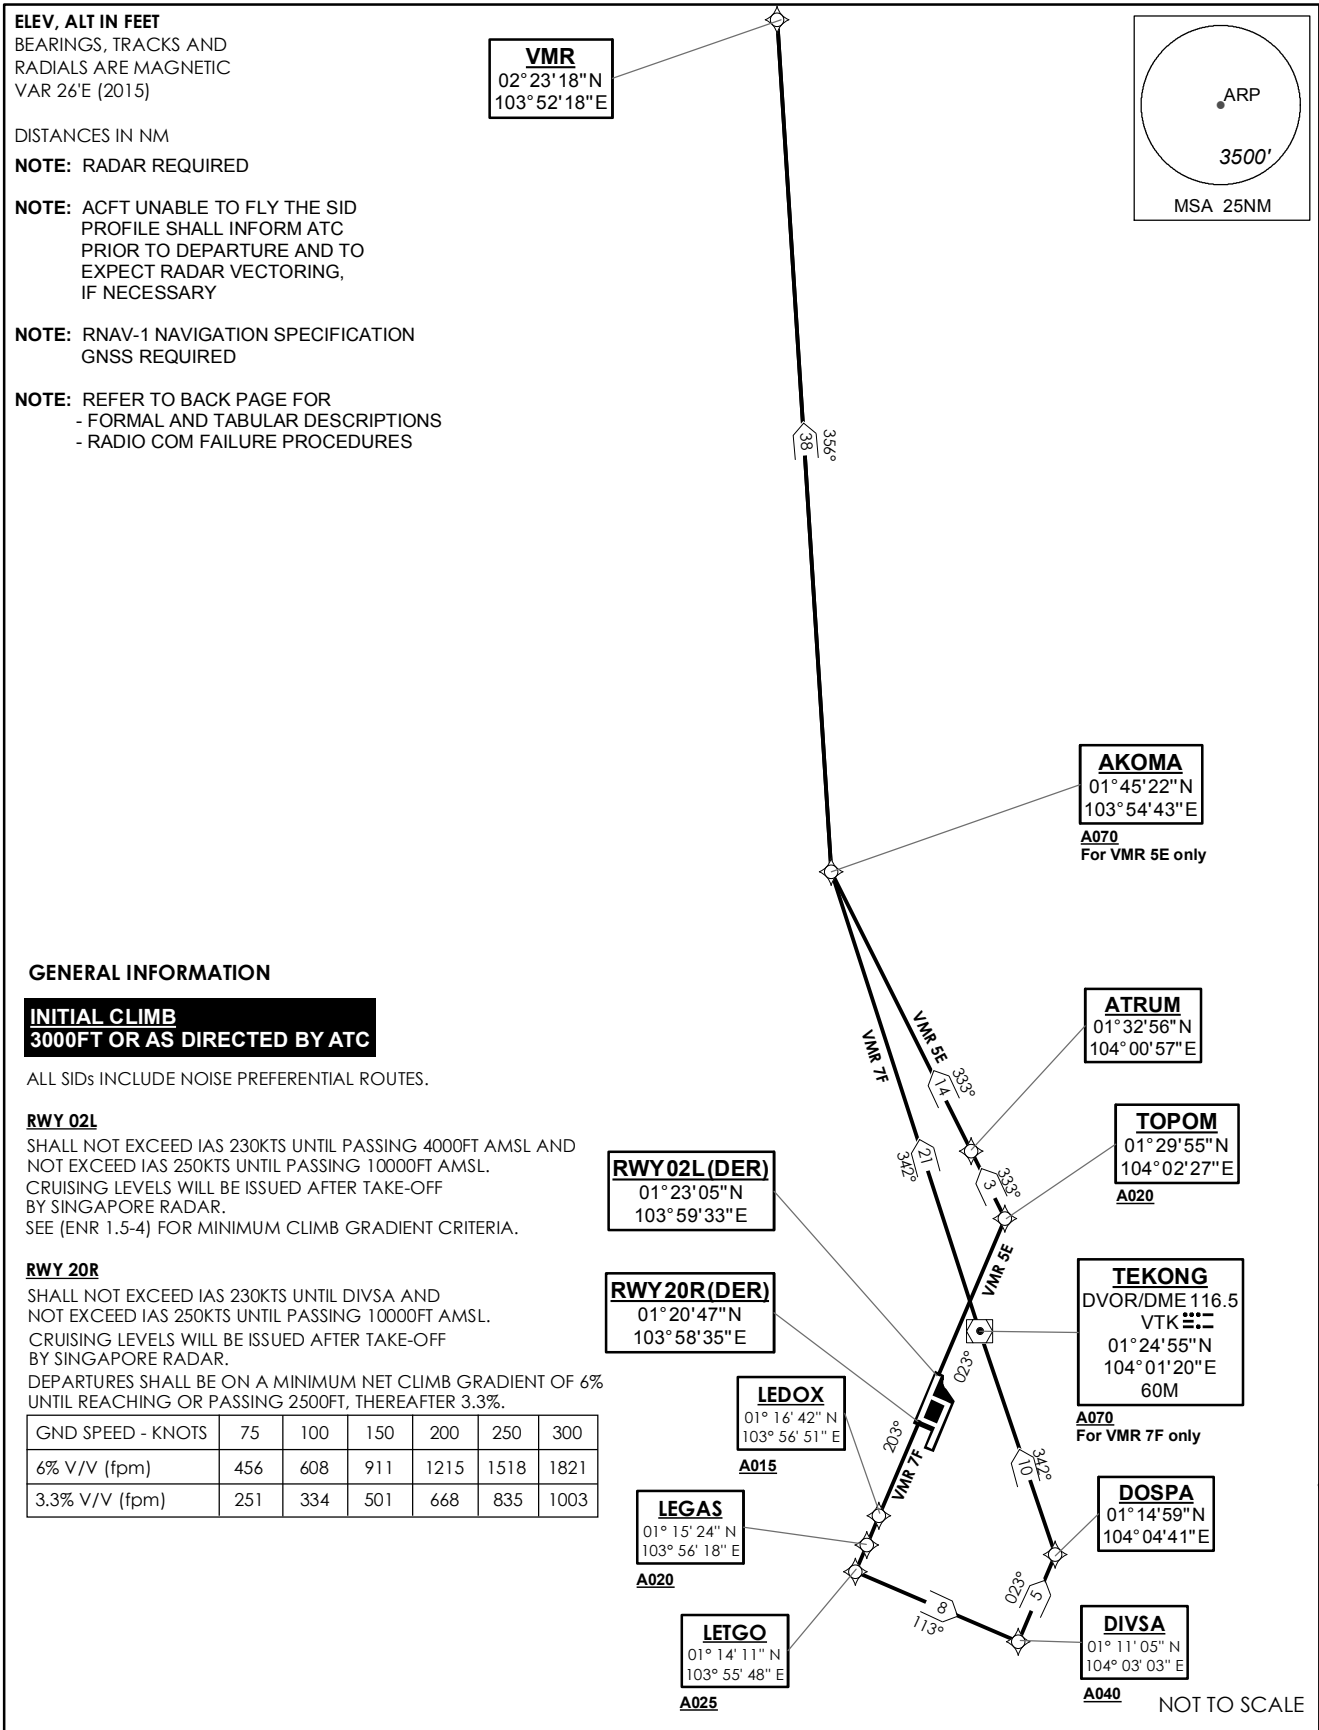 ELEV, ALT IN FEET
BEARINGS, TRACKS AND
RADIALS ARE MAGNETIC
VAR 26'E (2015)
DISTANCES IN NM
NOTE: RADAR REQUIRED
NOTE: ACFT UNABLE TO FLY THE SID
PROFILE SHALL INFORM ATC
PRIOR TO DEPARTURE AND TO
EXPECT RADAR VECTORING,
IF NECESSARY
NOTE: RNAV-1 NAVIGATION SPECIFICATION
GNSS REQUIRED
NOTE: REFER TO BACK PAGE FOR
- FORMAL AND TABULAR DESCRIPTIONS
- RADIO COM FAILURE PROCEDURES
VMR
02°23'18"N
103°52'18"E
ARP
3500'
MSA 25NM
38
356°
AKOMA
01°45'22"N
103°54'43"E
A070
For VMR 5E only
GENERAL INFORMATION
INITIAL CLIMB
3000FT OR AS DIRECTED BY ATC
ALL SIDs INCLUDE NOISE PREFERENTIAL ROUTES.
RWY 02L
SHALL NOT EXCEED IAS 230KTS UNTIL PASSING 4000FT AMSL AND
NOT EXCEED IAS 250KTS UNTIL PASSING 10000FT AMSL.
CRUISING LEVELS WILL BE ISSUED AFTER TAKE-OFF
BY SINGAPORE RADAR.
SEE (ENR 1.5-4) FOR MINIMUM CLIMB GRADIENT CRITERIA.
RWY 20R
SHALL NOT EXCEED IAS 230KTS UNTIL DIVSA AND
NOT EXCEED IAS 250KTS UNTIL PASSING 10000FT AMSL.
CRUISING LEVELS WILL BE ISSUED AFTER TAKE-OFF
BY SINGAPORE RADAR.
DEPARTURES SHALL BE ON A MINIMUM NET CLIMB GRADIENT OF 6%
UNTIL REACHING OR PASSING 2500FT, THEREAFTER 3.3%.
GND SPEED - KNOTS 75 100 150 200 250 300
6% V/V (fpm) 456 608 911 1215 1518 1821
3.3% V/V (fpm) 251 334 501 668 835 1003
VMR 7F
VMR 5E
14
333°
21
342°
ATRUM
01°32'56"N
104°00'57"E
3
333°
TOPOM
01°29'55"N
104°02'27"E
A020
RWY02L(DER)
01°23'05"N
103°59'33"E
VMR 5E
RWY20R(DER)
01°20'47"N
103°58'35"E
TEKONG
DVOR/DME 116.5
VTK
01°24'55"N
104°01'20"E
60M
A070
For VMR 7F only
023°
203°
VMR 7F
LEDOX
01° 16' 42" N
103° 56' 51" E
A015
10
342°
LEGAS
01° 15' 24" N
103° 56' 18" E
A020
DOSPA
01°14'59"N
104°04'41"E
023°
5
8
113°
LETGO
01° 14' 11" N
103° 55' 48" E
A025
DIVSA
01° 11' 05" N
104° 03' 03" E
A040
NOT TO SCALE